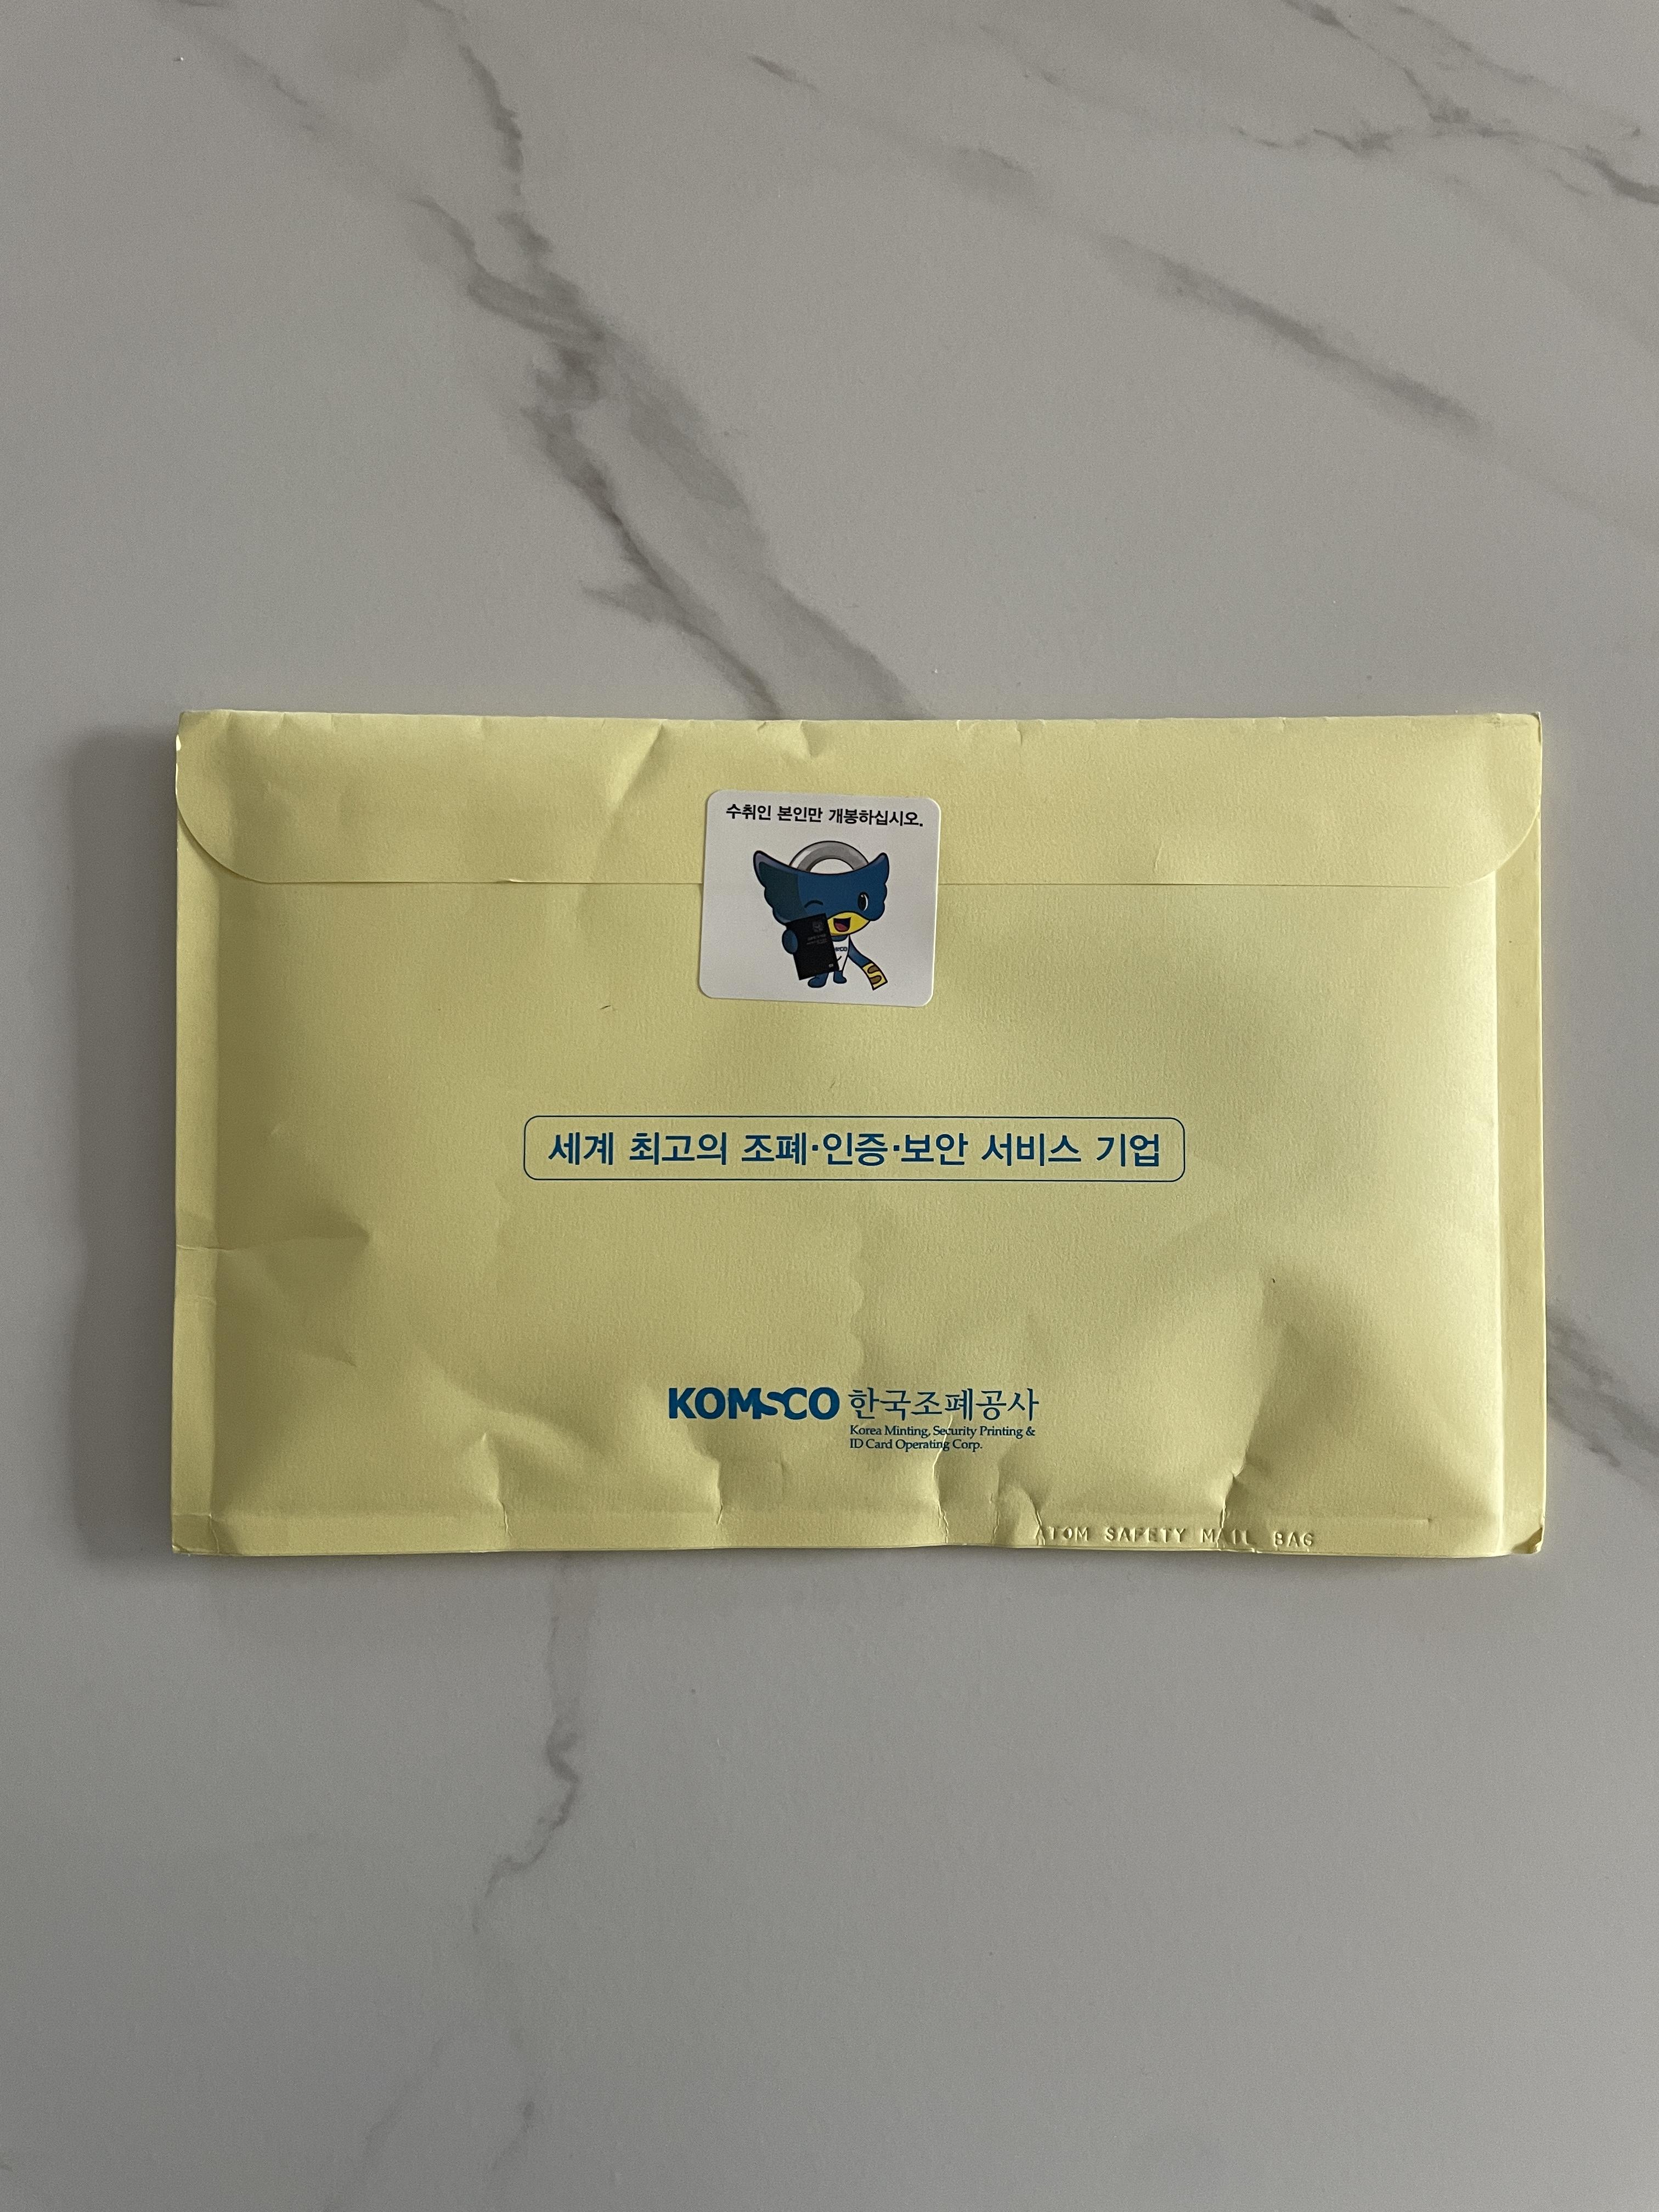 수취인 본인만 개봉하십시오.
세계 최고의 조폐·인증·보안 서비스 기업
KOMSCO 한국조폐공사
Korea Minting, Security Printing &
ID Card Operating Corp.
ATOM SAFETY MAIL BAG